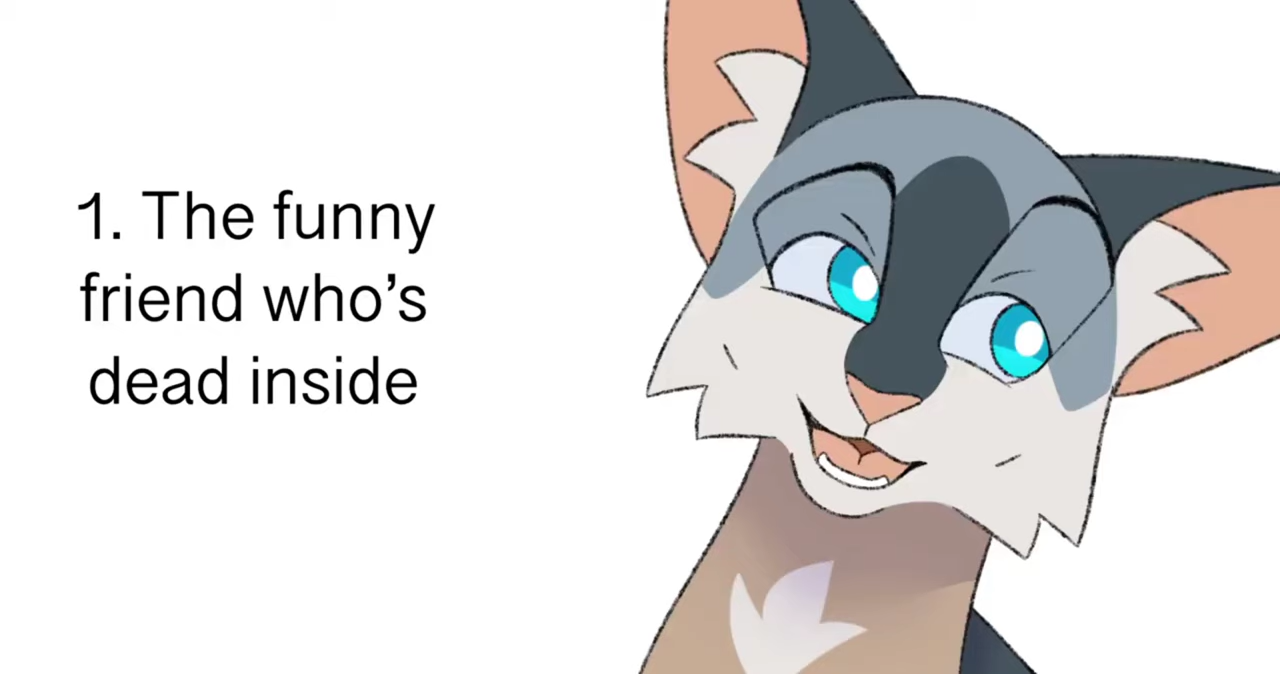 1. The funny
friend who’s
dead inside